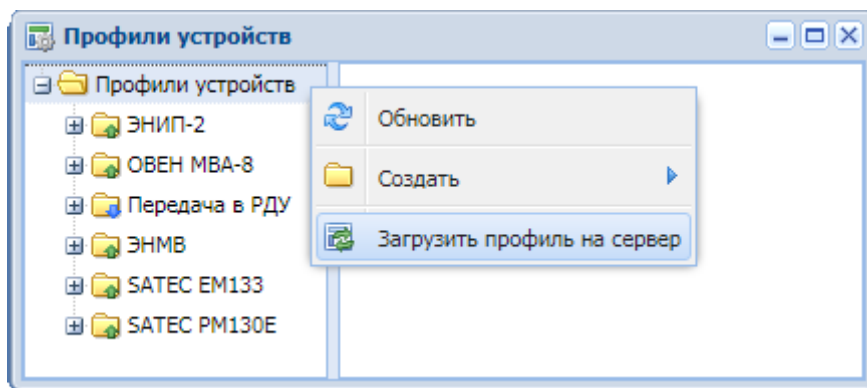 Профили устройств
Профили устройств
ЭНИП-2
ОВЕН МВА-8
Передача в РДУ
ЭНМВ
SATEC EM133
SATEC PM130E
Обновить
Создать
Загрузить профиль на сервер